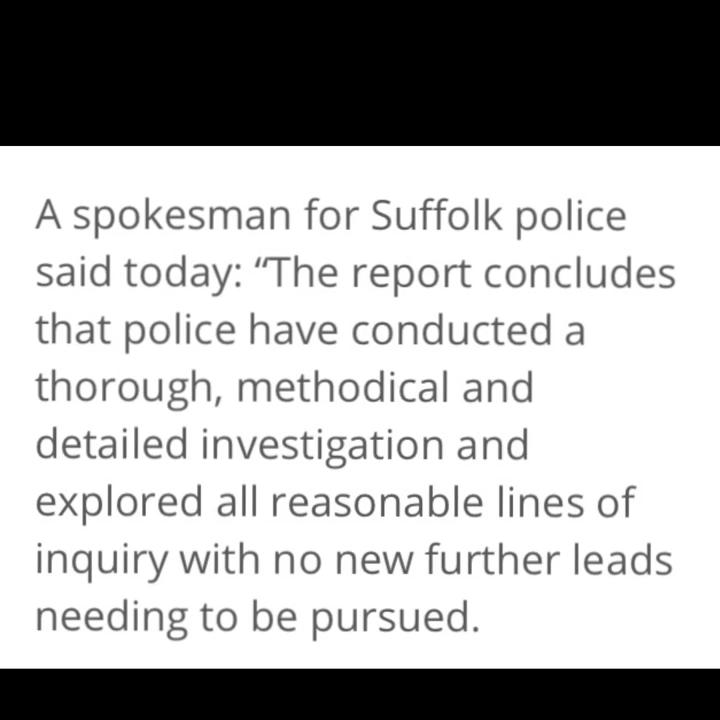 A spokesman for Suffolk police
said today: “The report concludes
that police have conducted a
thorough, methodical and
detailed investigation and
explored all reasonable lines of
inquiry with no new further leads
needing to be pursued.